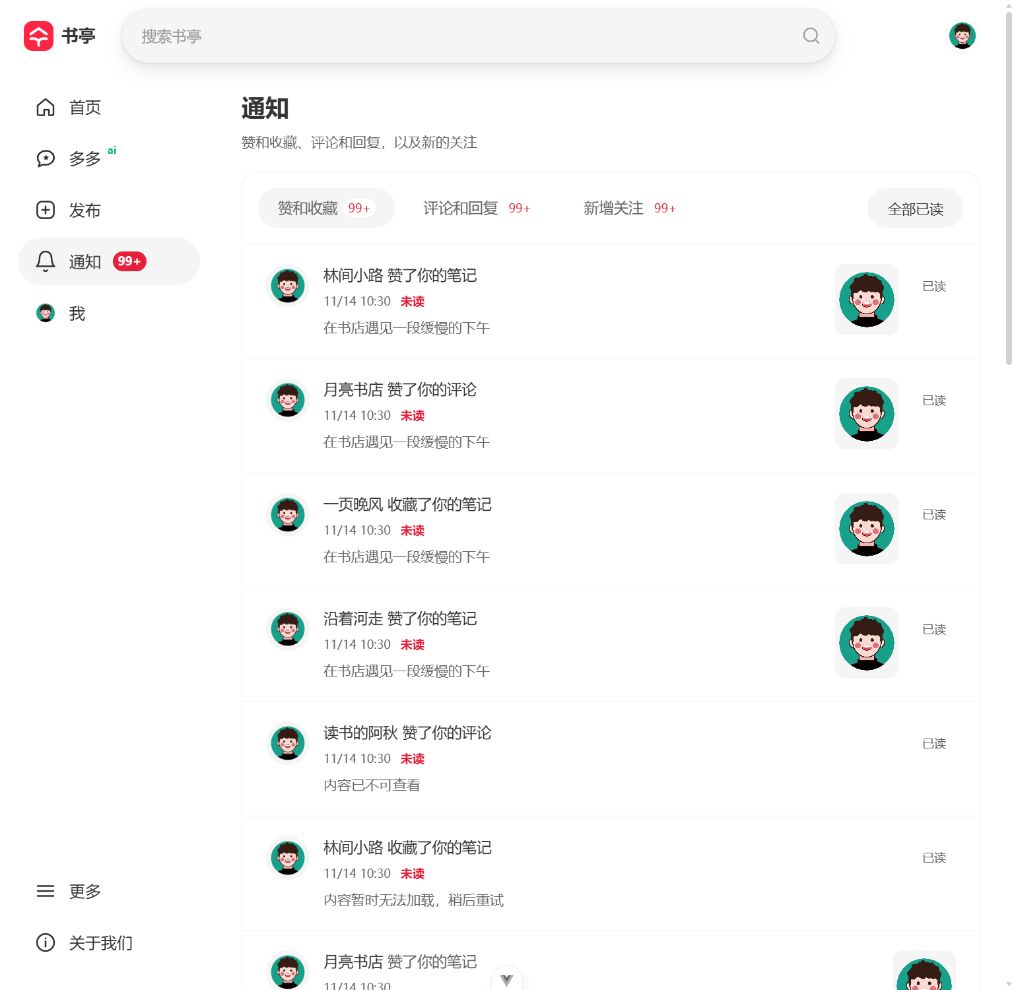 书亭
搜索书亭
首页
多多 ai
发布
通知 99+
我
更多
关于我们
通知
赞和收藏、评论和回复，以及新的关注
赞和收藏 99+ 评论和回复 99+ 新增关注 99+ 全部已读
林间小路 赞了你的笔记
11/14 10:30 未读
在书店遇见一段缓慢的下午
已读
月亮书店 赞了你的评论
11/14 10:30 未读
在书店遇见一段缓慢的下午
已读
一页晚风 收藏了你的笔记
11/14 10:30 未读
在书店遇见一段缓慢的下午
已读
沿着河走 赞了你的笔记
11/14 10:30 未读
在书店遇见一段缓慢的下午
已读
读书的阿秋 赞了你的评论
11/14 10:30 未读
内容已不可查看
已读
林间小路 收藏了你的笔记
11/14 10:30 未读
内容暂时无法加载，稍后重试
已读
月亮书店 赞了你的笔记
11/14 10:30